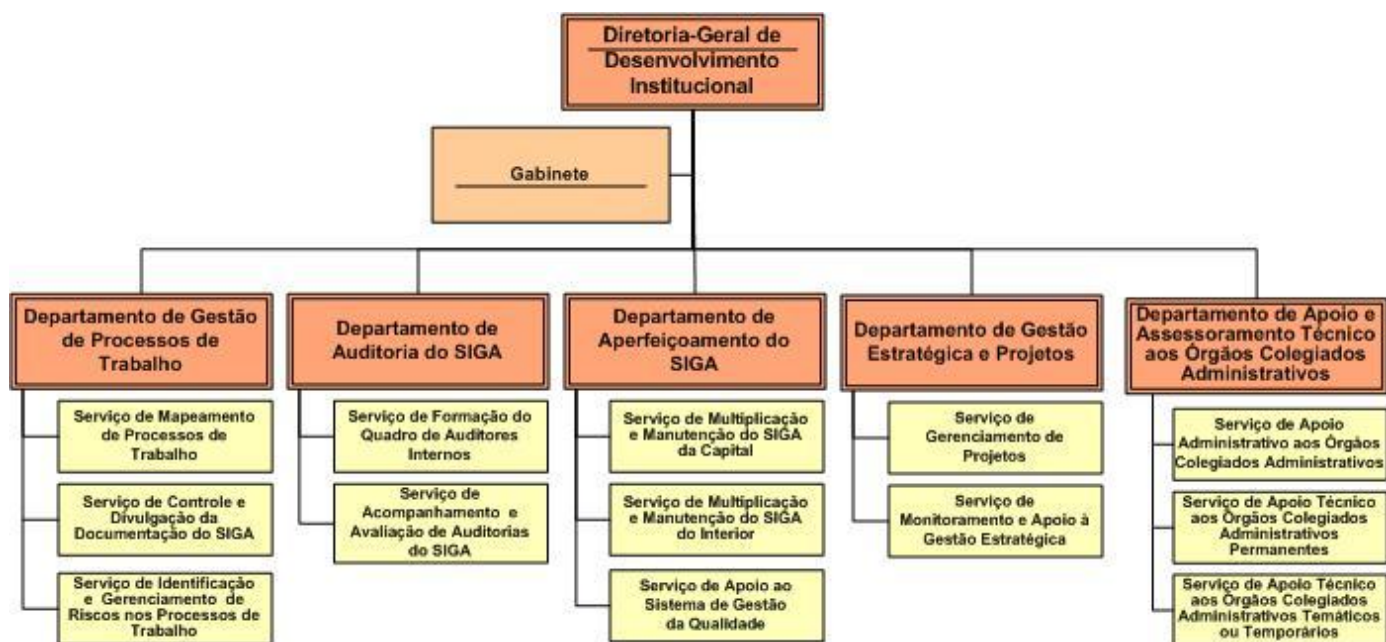 Diretoria-Geral de
Desenvolvimento
Institucional
Gabinete
Departamento de Gestão
de Processos de
Trabalho
Departamento de
Auditoria do SIGA
Departamento de
Aperfeiçoamento do
SIGA
Departamento de Gestão
Estratégica e Projetos
Departamento de Apoio e
Assessoramento Técnico
aos Órgãos Colegiados
Administrativos
Serviço de Mapeamento
de Processos de
Trabalho
Serviço de Controle e
Divulgação da
Documentação do SIGA
Serviço de Identificação
e Gerenciamento de
Riscos nos Processos de
Trabalho
Serviço de Formação do
Quadro de Auditores
Internos
Serviço de
Acompanhamento e
Avaliação de Auditorias
do SIGA
Serviço de Multiplicação
e Manutenção do SIGA
da Capital
Serviço de Multiplicação
e Manutenção do SIGA
do Interior
Serviço de Apoio ao
Sistema de Gestão
da Qualidade
Serviço de
Gerenciamento de
Projetos
Serviço de
Monitoramento e Apoio à
Gestão Estratégica
Serviço de Apoio
Administrativo aos Órgãos
Colegiados Administrativos
Serviço de Apoio Técnico
aos Órgãos Colegiados
Administrativos
Permanentes
Serviço de Apoio Técnico
aos Órgãos Colegiados
Administrativos Temáticos
ou Temporários